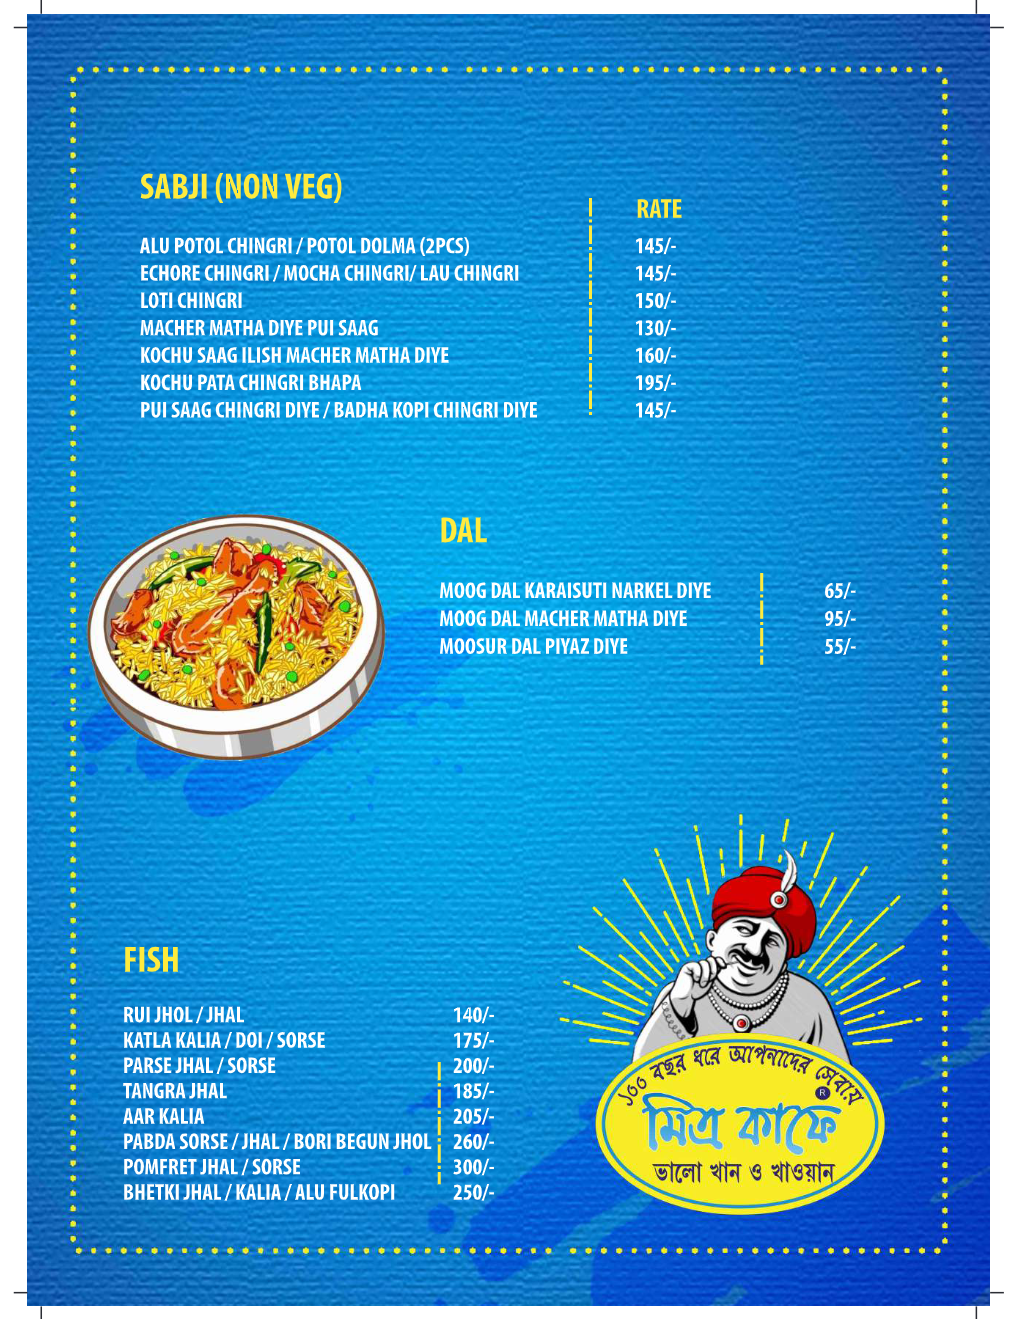 SABJI (NON VEG)
RATE
ALU POTOL CHINGRI / POTOL DOLMA (2PCS) 145/-
ECHORE CHINGRI / MOCHA CHINGRI/ LAU CHINGRI 145/-
LOTI CHINGRI 150/-
MACHER MATHA DIYE PUI SAAG 130/-
KOCHU SAAG ILISH MACHER MATHA DIYE 160/-
KOCHU PATA CHINGRI BHAPA 195/-
PUI SAAG CHINGRI DIYE / BADHA KOPI CHINGRI DIYE 145/-
DAL
MOOG DAL KARAISUTI NARKEL DIYE 65/-
MOOG DAL MACHER MATHA DIYE 95/-
MOOSUR DAL PIYAZ DIYE 55/-
FISH
RUI JHOL / JHAL 140/-
KATLA KALIA / DOI / SORSE 175/-
PARSE JHAL / SORSE 200/-
TANGRA JHAL 185/-
AAR KALIA 205/-
PABDA SORSE / JHAL / BORI BEGUN JHOL 260/-
POMFRET JHAL / SORSE 300/-
BHETKI JHAL / KALIA / ALU FULKOPI 250/-
১০০ বছর ধরে আপনাদের সেবায়
®
মিত্র কাফে
ভালো খান ও খাওয়ান